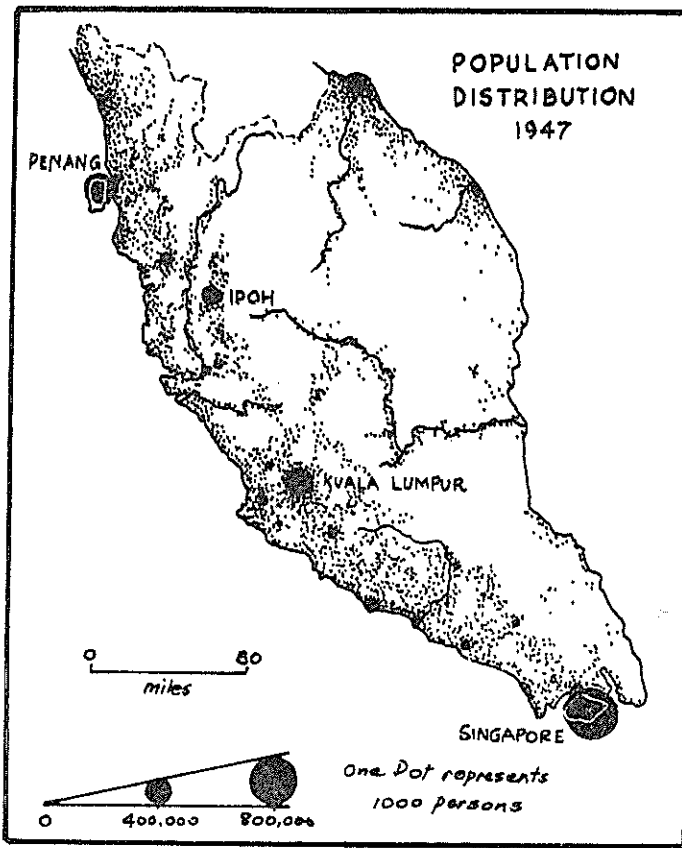 POPULATION
DISTRIBUTION
1947
PENANG
IPOH
KUALA LUMPUR
0 80
miles
SINGAPORE
One Dot represents
1000 persons
0 400,000 800,000